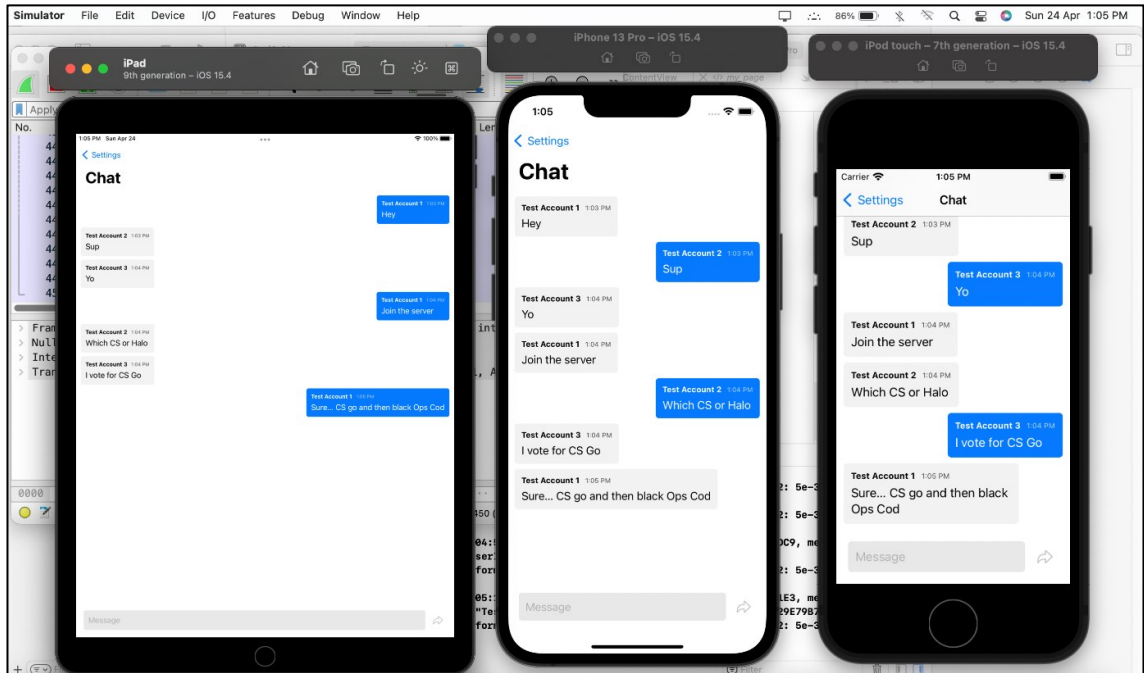 Simulator File Edit Device I/O Features Debug Window Help 86% Sun 24 Apr 1:05 PM
iPad
9th generation – iOS 15.4
iPhone 13 Pro – iOS 15.4
iPod touch – 7th generation – iOS 15.4
ContentView
my_page
Apply
No.
1:05 PM Sun Apr 24
100%
Settings
Chat
Test Account 1 1:03 PM
Hey
Test Account 2 1:03 PM
Sup
Test Account 3 1:04 PM
Yo
Test Account 1 1:04 PM
Join the server
Test Account 2 1:04 PM
Which CS or Halo
Test Account 3 1:04 PM
I vote for CS Go
Test Account 1 1:05 PM
Sure... CS go and then black Ops Cod
Message
1:05
Settings
Chat
Test Account 1 1:03 PM
Hey
Test Account 2 1:03 PM
Sup
Test Account 3 1:04 PM
Yo
Test Account 1 1:04 PM
Join the server
Test Account 2 1:04 PM
Which CS or Halo
Test Account 3 1:04 PM
I vote for CS Go
Test Account 1 1:05 PM
Sure... CS go and then black Ops Cod
Message
Carrier 1:05 PM
Settings Chat
Test Account 2 1:03 PM
Sup
Test Account 3 1:04 PM
Yo
Test Account 1 1:04 PM
Join the server
Test Account 2 1:04 PM
Which CS or Halo
Test Account 3 1:04 PM
I vote for CS Go
Test Account 1 1:05 PM
Sure... CS go and then black
Ops Cod
Message
0000
Filter